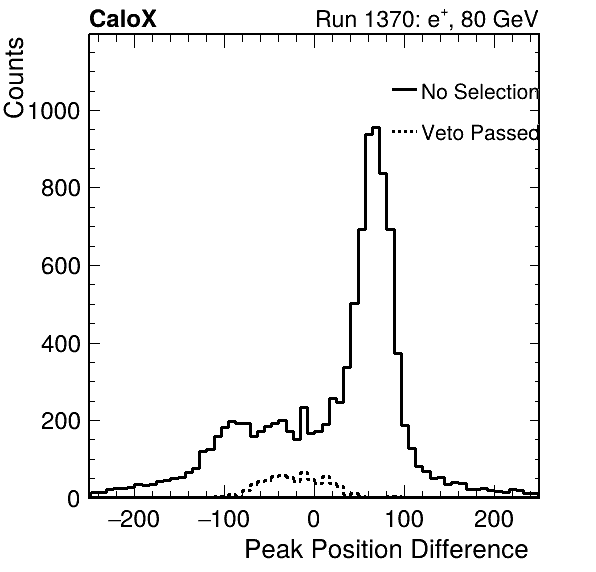 CaloX Run 1370: e⁺, 80 GeV
Counts
No Selection
Veto Passed
1000
800
600
400
200
0
−200 −100 0 100 200
Peak Position Difference